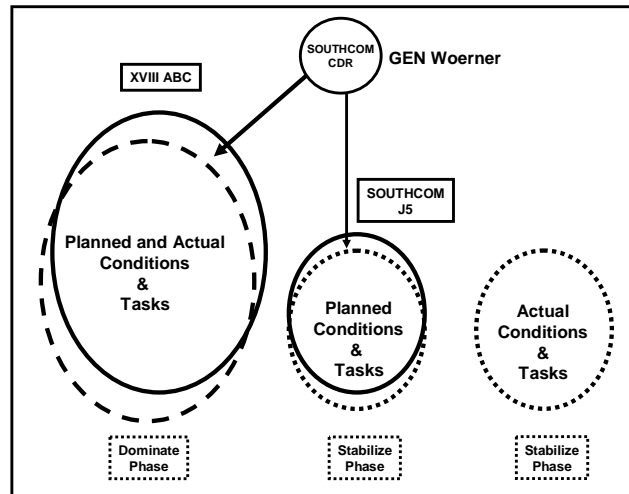 SOUTHCOM
CDR
GEN Woerner
XVIII ABC
SOUTHCOM
J5
Planned and Actual
Conditions
&
Tasks
Planned
Conditions
&
Tasks
Actual
Conditions
&
Tasks
Dominate
Phase
Stabilize
Phase
Stabilize
Phase